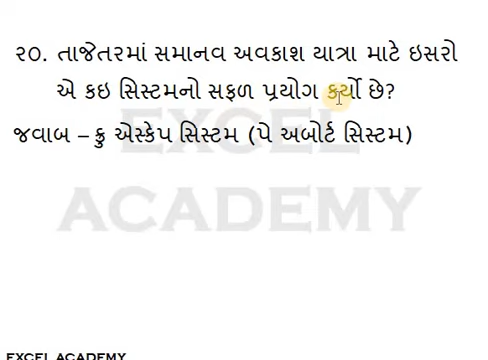 ૨૦. તાજેતરમાં સમાનવ અવકાશ યાત્રા માટે ઇસરો
એ કઇ સિસ્ટમનો સફળ પ્રયોગ કર્યો છે?
જવાબ – ક્રુ એસ્કેપ સિસ્ટમ (પે અબોર્ટ સિસ્ટમ)
EXCEL
ACADEMY
EXCEL ACADEMY